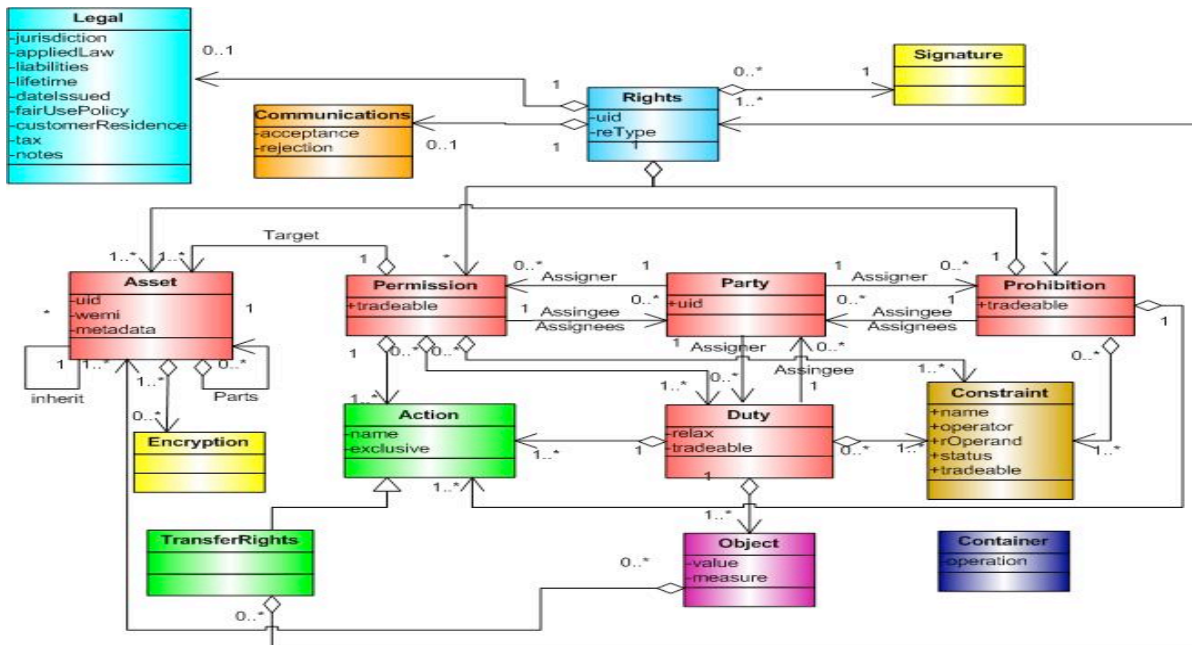 Legal
-jurisdiction
-appliedLaw
-liabilities
-lifetime
-dateIssued
-fairUsePolicy
-customerResidence
-tax
-notes
0..1
Communications
-acceptance
-rejection
0..1
1
1
Rights
-uid
-reType
1
0..*
1
1..*
Signature
Target
1..*
1..*
1
*
0..*
1
1
0..*
1
*
Asset
-uid
-wemi
-metadata
*
1
1
1..*
0..*
inherit
Parts
1..*
0..*
Permission
+tradeable
Assigner
1
Assingee
Assignees
0..*
Party
+uid
Assigner
0..*
Assingee
Assignees
1
Prohibition
+tradeable
1
1
0..*
0..*
1
Assigner
0..*
0..*
Assingee
1
0..*
1..*
1..*
1..*
Action
-name
-exclusive
1..*
1
Duty
-relax
-tradeable
0..*
1..*
1
1..*
Constraint
+name
+operator
+rOperand
+status
+tradeable
1..*
Encryption
1..*
TransferRights
0..*
Object
-value
-measure
0..*
Container
-operation